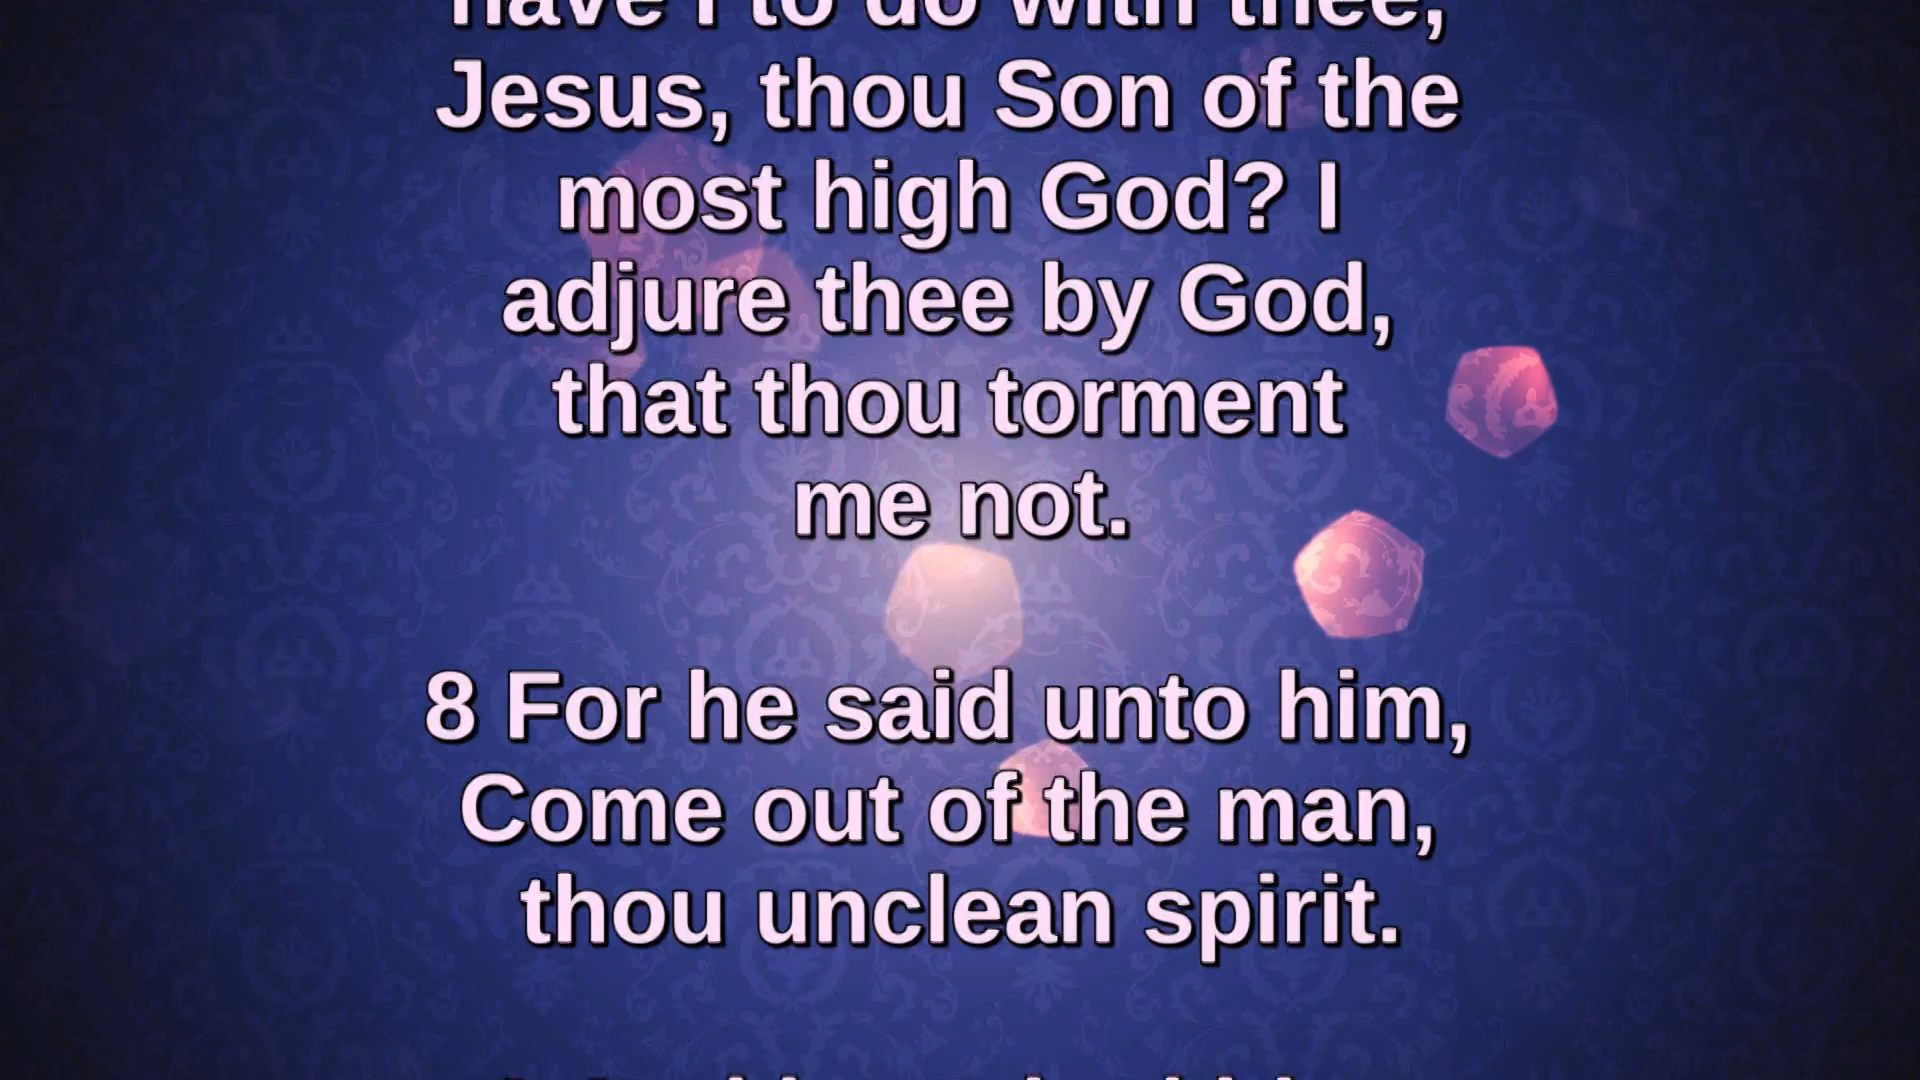 have I to do with thee,
Jesus, thou Son of the
most high God? I
adjure thee by God,
that thou torment
me not.
8 For he said unto him,
Come out of the man,
thou unclean spirit.